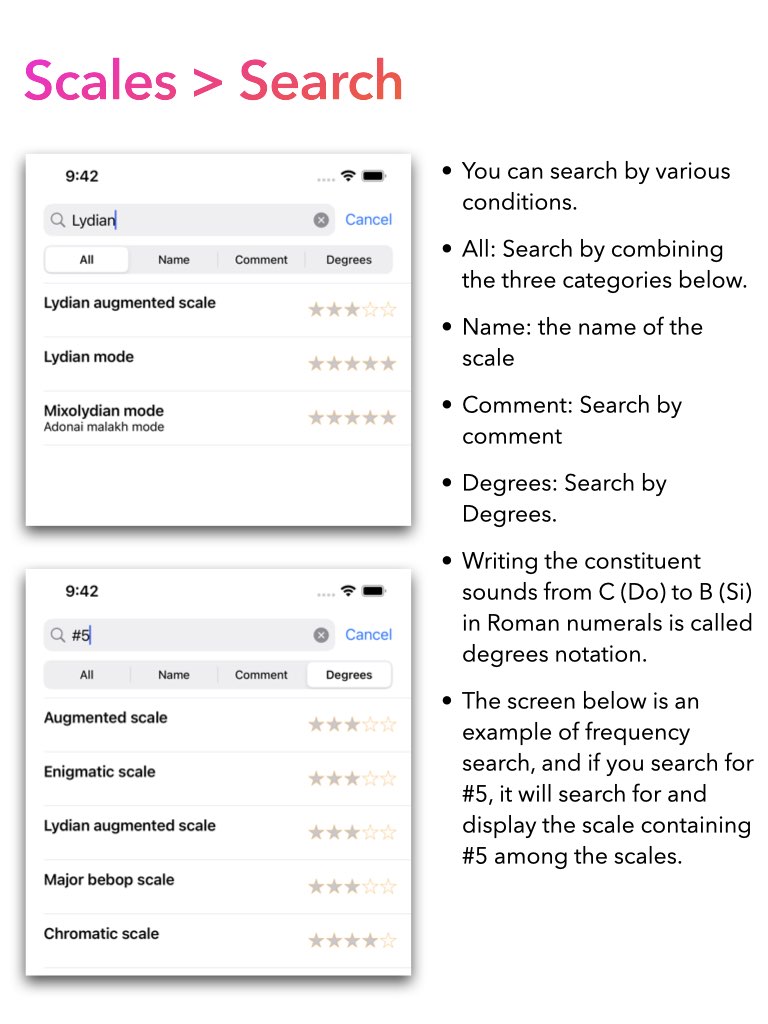 Scales > Search
9:42
Lydian
Cancel
All Name Comment Degrees
Lydian augmented scale
★★★☆☆
Lydian mode
★★★★★
Mixolydian mode
Adonai malakh mode
★★★★★
9:42
#5
Cancel
All Name Comment Degrees
Augmented scale
★★★☆☆
Enigmatic scale
★★★☆☆
Lydian augmented scale
★★★☆☆
Major bebop scale
★★★☆☆
Chromatic scale
★★★★☆
• You can search by various
conditions.
• All: Search by combining
the three categories below.
• Name: the name of the
scale
• Comment: Search by
comment
• Degrees: Search by
Degrees.
• Writing the constituent
sounds from C (Do) to B (Si)
in Roman numerals is called
degrees notation.
• The screen below is an
example of frequency
search, and if you search for
#5, it will search for and
display the scale containing
#5 among the scales.